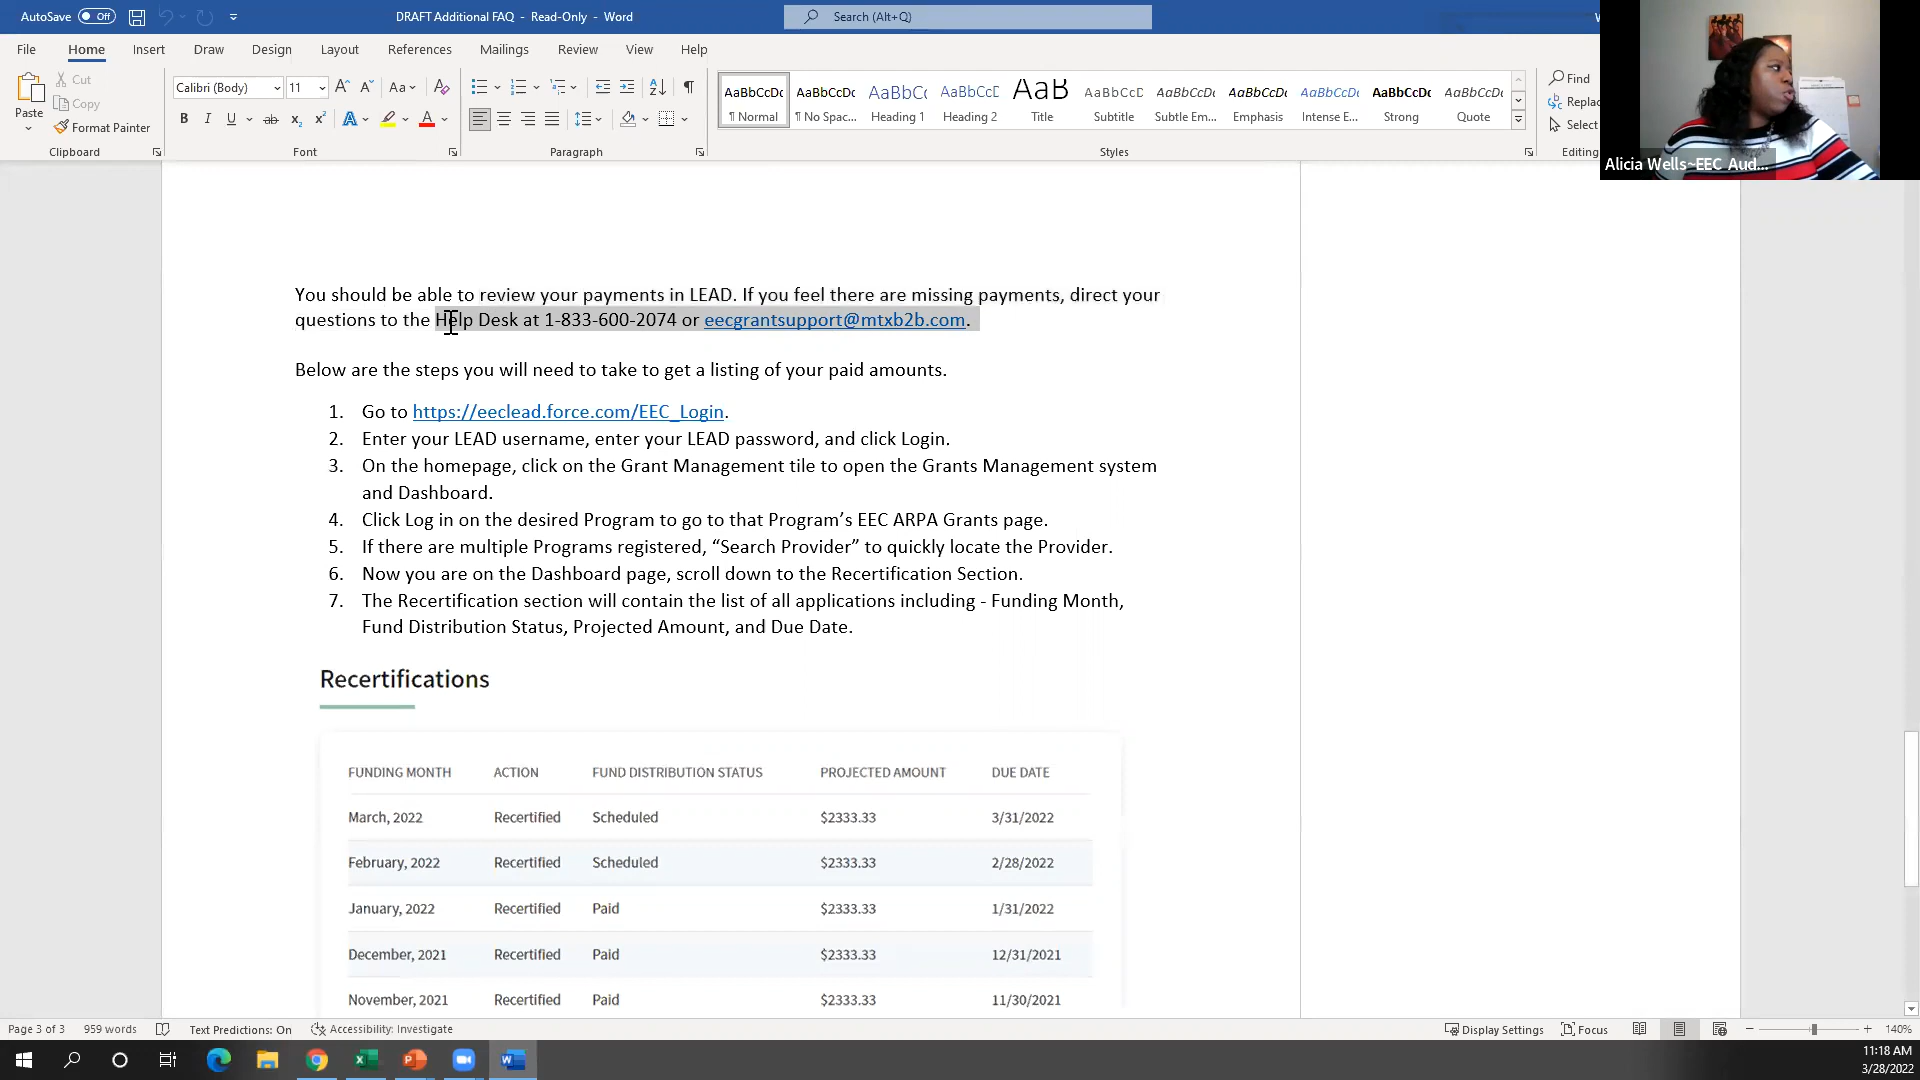 AutoSave Off DRAFT Additional FAQ - Read-Only - Word Search (Alt+Q)
File Home Insert Draw Design Layout References Mailings Review View Help
Paste Cut Copy Format Painter
Calibri (Body) 11 Aa
AaBbCcDc AaBbCcDc AaBbCc AaBbCcD AaB AaBbCcD AaBbCcDc AaBbCcDc AaBbCcDc AaBbCcDc AaBbCcDc
¶ Normal ¶ No Spac... Heading 1 Heading 2 Title Subtitle Subtle Em... Emphasis Intense E... Strong Quote
Find
Select
Clipboard Font Paragraph Styles Editing
Alicia Wells~EEC_Aud...
You should be able to review your payments in LEAD. If you feel there are missing payments, direct your
questions to the Help Desk at 1-833-600-2074 or eecgrantsupport@mtxb2b.com.
Below are the steps you will need to take to get a listing of your paid amounts.
1. Go to https://eeclead.force.com/EEC_Login.
2. Enter your LEAD username, enter your LEAD password, and click Login.
3. On the homepage, click on the Grant Management tile to open the Grants Management system
and Dashboard.
4. Click Log in on the desired Program to go to that Program’s EEC ARPA Grants page.
5. If there are multiple Programs registered, “Search Provider” to quickly locate the Provider.
6. Now you are on the Dashboard page, scroll down to the Recertification Section.
7. The Recertification section will contain the list of all applications including - Funding Month,
Fund Distribution Status, Projected Amount, and Due Date.
Recertifications
FUNDING MONTH ACTION FUND DISTRIBUTION STATUS PROJECTED AMOUNT DUE DATE
March, 2022 Recertified Scheduled $2333.33 3/31/2022
February, 2022 Recertified Scheduled $2333.33 2/28/2022
January, 2022 Recertified Paid $2333.33 1/31/2022
December, 2021 Recertified Paid $2333.33 12/31/2021
November, 2021 Recertified Paid $2333.33 11/30/2021
Page 3 of 3 959 words Text Predictions: On Accessibility: Investigate Display Settings Focus 140%
11:18 AM
3/28/2022